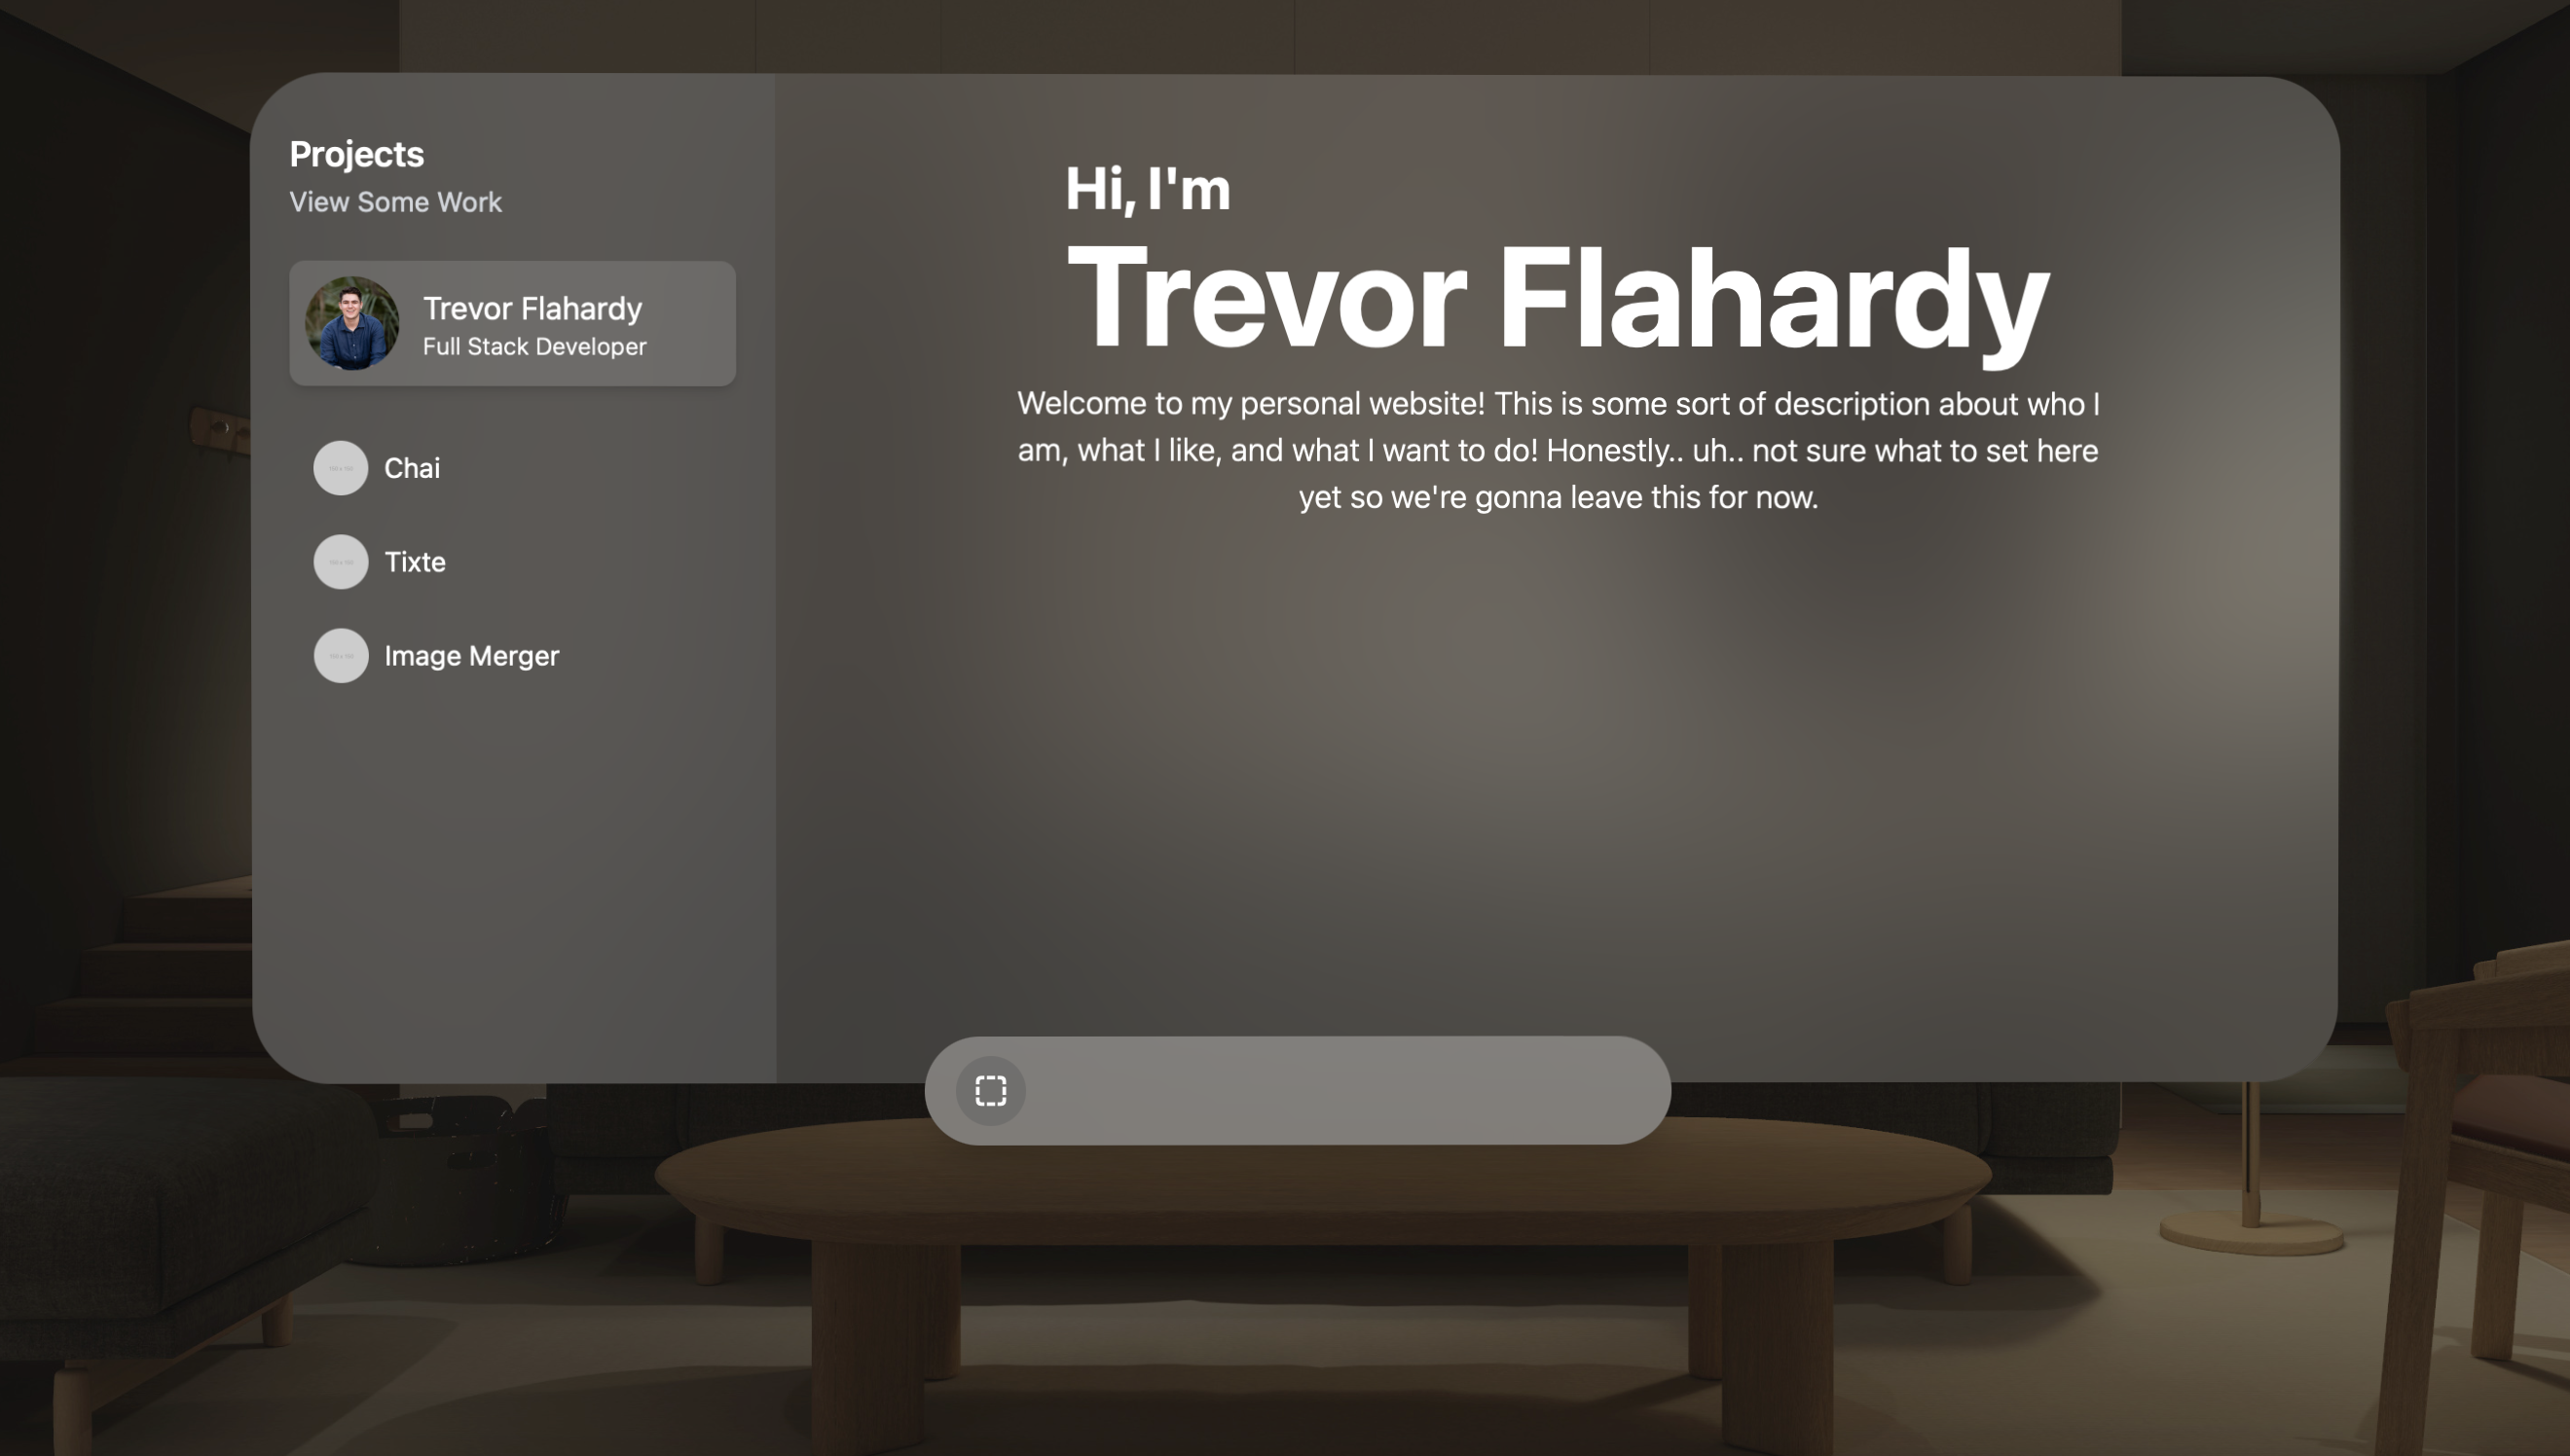 Projects
View Some Work
Trevor Flahardy
Full Stack Developer
Chai
Tixte
Image Merger
Hi, I'm
Trevor Flahardy
Welcome to my personal website! This is some sort of description about who I
am, what I like, and what I want to do! Honestly.. uh.. not sure what to set here
yet so we're gonna leave this for now.